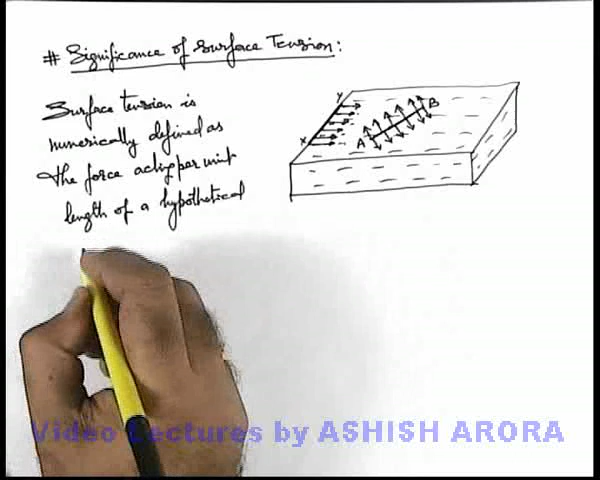 # Significance of Surface Tension:
Surface tension is
numerically defined as
the force acting per unit
length of a hypothetical
Y
X
A
B
Video Lectures by ASHISH ARORA